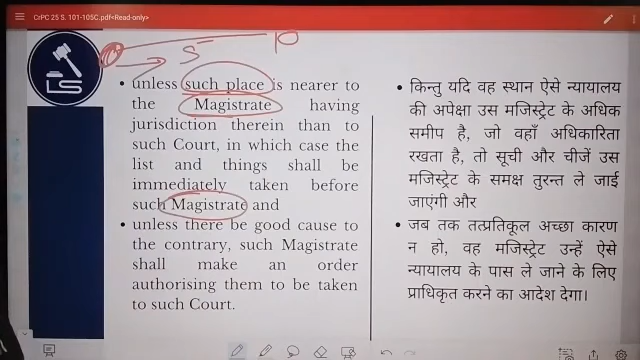 CrPC 25 S. 101-105C.pdf<Read-only>
S
P
unless such place is nearer to
the Magistrate having
jurisdiction therein than to
such Court, in which case the
list and things shall be
immediately taken before
such Magistrate and
unless there be good cause to
the contrary, such Magistrate
shall make an order
authorising them to be taken
to such Court.
LS
किन्तु यदि वह स्थान ऐसे न्यायालय
की अपेक्षा उस मजिस्ट्रेट के अधिक
समीप है, जो वहाँ अधिकारिता
रखता है, तो सूची और चीजें उस
मजिस्ट्रेट के समक्ष तुरन्त ले जाई
जाएंगी और
जब तक तत्प्रतिकूल अच्छा कारण
न हो, वह मजिस्ट्रेट उन्हें ऐसे
न्यायालय के पास ले जाने के लिए
प्राधिकृत करने का आदेश देगा।